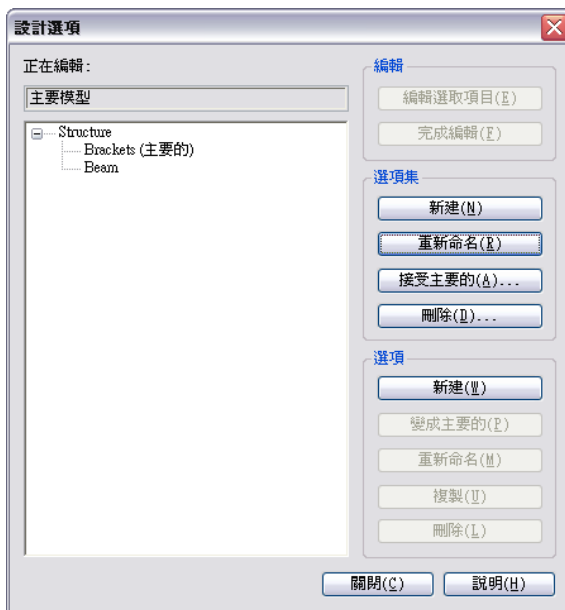 設計選項
正在編輯:
主要模型
Structure
Brackets (主要的)
Beam
編輯
編輯選取項目(E)
完成編輯(F)
選項集
新建(N)
重新命名(R)
接受主要的(A)...
刪除(D)...
選項
新建(W)
變成主要的(P)
重新命名(M)
複製(U)
刪除(L)
關閉(C)
說明(H)